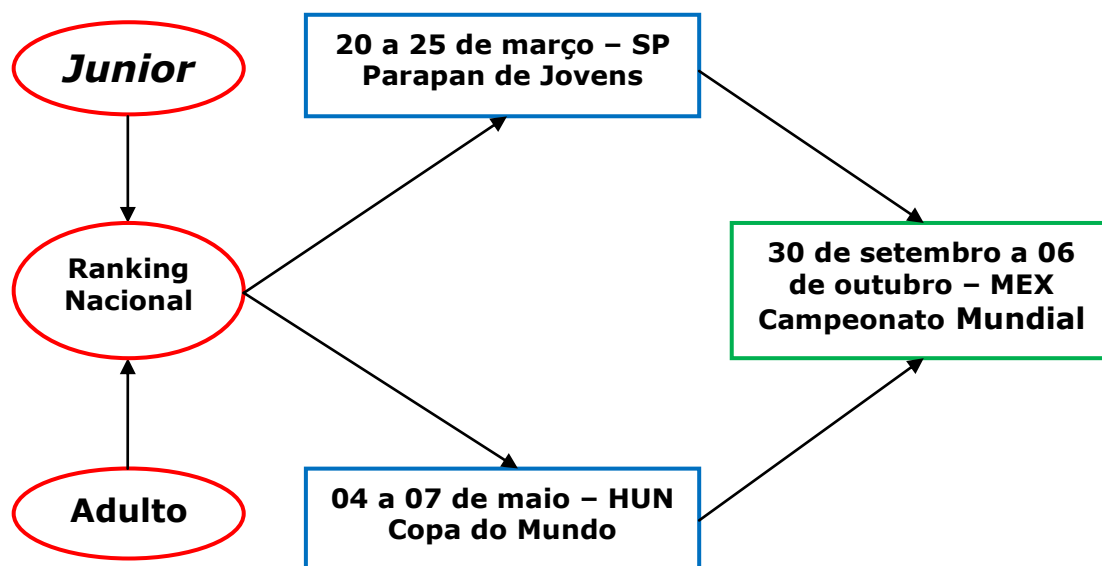 Junior
20 a 25 de março – SP
Parapan de Jovens
Ranking
Nacional
30 de setembro a 06
de outubro – MEX
Campeonato Mundial
Adulto
04 a 07 de maio – HUN
Copa do Mundo